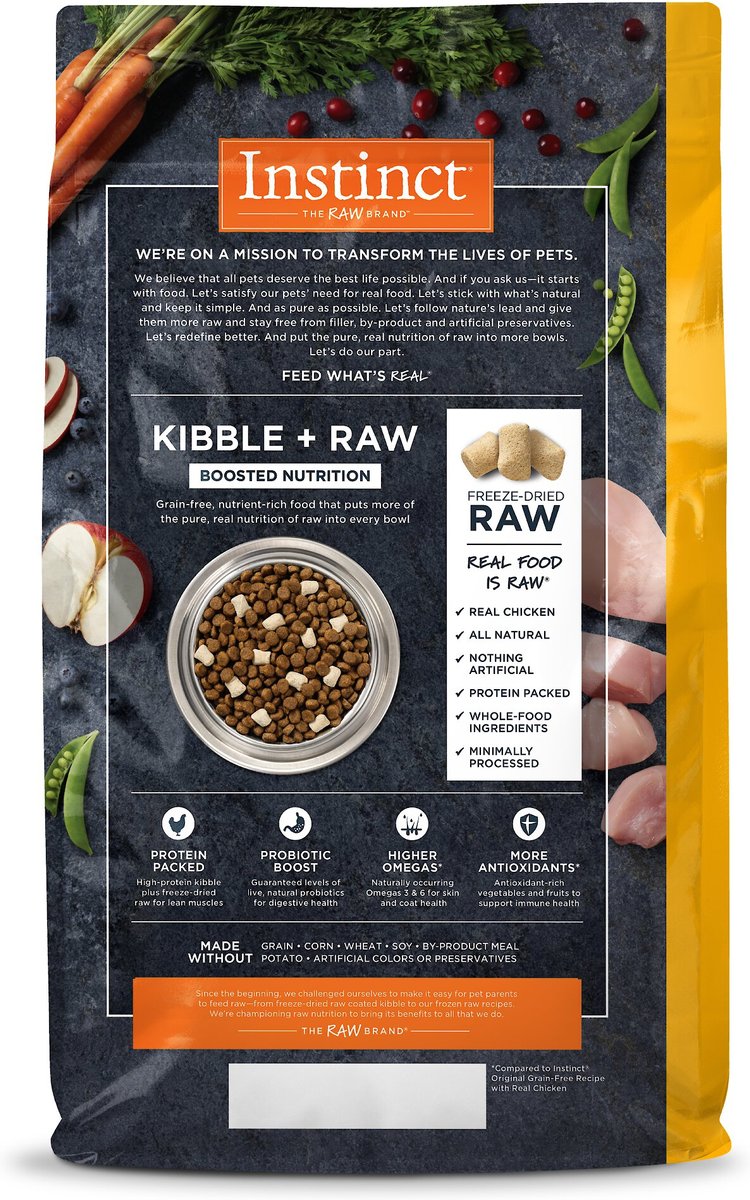 Instinct®
THE RAW BRAND™
WE'RE ON A MISSION TO TRANSFORM THE LIVES OF PETS.
We believe that all pets deserve the best life possible. And if you ask us—it starts
with food. Let's satisfy our pets' need for real food. Let's stick with what's natural
and keep it simple. And as pure as possible. Let's follow nature's lead and give
them more raw and stay free from filler, by-product and artificial preservatives.
Let's redefine better. And put the pure, real nutrition of raw into more bowls.
Let's do our part.
FEED WHAT'S REAL®
KIBBLE + RAW
BOOSTED NUTRITION
Grain-free, nutrient-rich food that puts more of
the pure, real nutrition of raw into every bowl
FREEZE-DRIED
RAW
REAL FOOD
IS RAW®
✓ REAL CHICKEN
✓ ALL NATURAL
✓ NOTHING
ARTIFICIAL
✓ PROTEIN PACKED
✓ WHOLE-FOOD
INGREDIENTS
✓ MINIMALLY
PROCESSED
PROTEIN
PACKED
High-protein kibble
plus freeze-dried
raw for lean muscles
PROBIOTIC
BOOST
Guaranteed levels of
live, natural probiotics
for digestive health
HIGHER
OMEGAS*
Naturally occurring
Omegas 3 & 6 for skin
and coat health
MORE
ANTIOXIDANTS*
Antioxidant-rich
vegetables and fruits to
support immune health
MADE
WITHOUT
GRAIN • CORN • WHEAT • SOY • BY-PRODUCT MEAL
POTATO • ARTIFICIAL COLORS OR PRESERVATIVES
Since the beginning, we challenged ourselves to make it easy for pet parents
to feed raw—from freeze-dried raw coated kibble to our frozen raw recipes.
We're championing raw nutrition to bring its benefits to all that we do.
THE RAW BRAND®
*Compared to Instinct®
Original Grain-Free Recipe
with Real Chicken